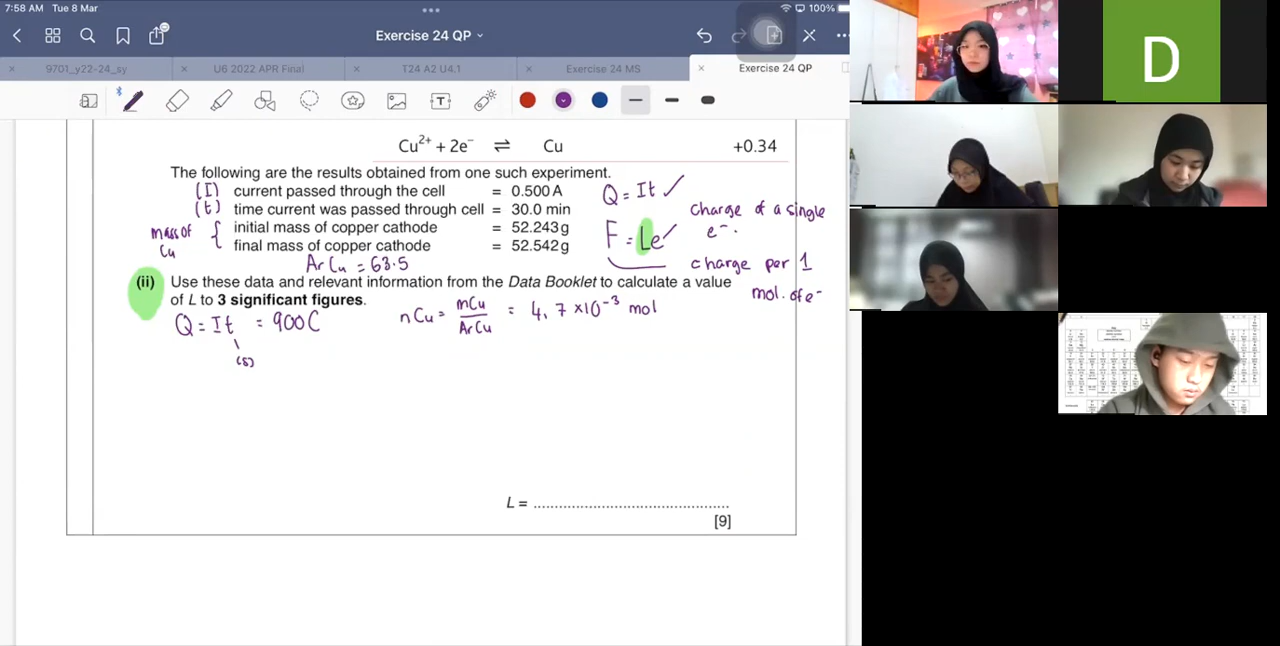 7:58 AM Tue 8 Mar
100%
Exercise 24 QP
9701_y22-24_sy
U6 2022 APR Final
T24 A2 U4.1
Exercise 24 MS
Exercise 24 QP
D
Cu²⁺ + 2e⁻ ⇌ Cu +0.34
The following are the results obtained from one such experiment.
(I) current passed through the cell = 0.500 A
(t) time current was passed through cell = 30.0 min
mass of Cu { initial mass of copper cathode = 52.243 g
final mass of copper cathode = 52.542 g
Q = It ✓
F = Le ✓
charge of a single e⁻.
charge per 1 mol. of e⁻
Ar Cu = 63.5
(ii) Use these data and relevant information from the Data Booklet to calculate a value
of L to 3 significant figures.
Q = It = 900C
(s)
nCu = mCu / ArCu = 4.7 × 10⁻³ mol
L = ..............................................
[9]